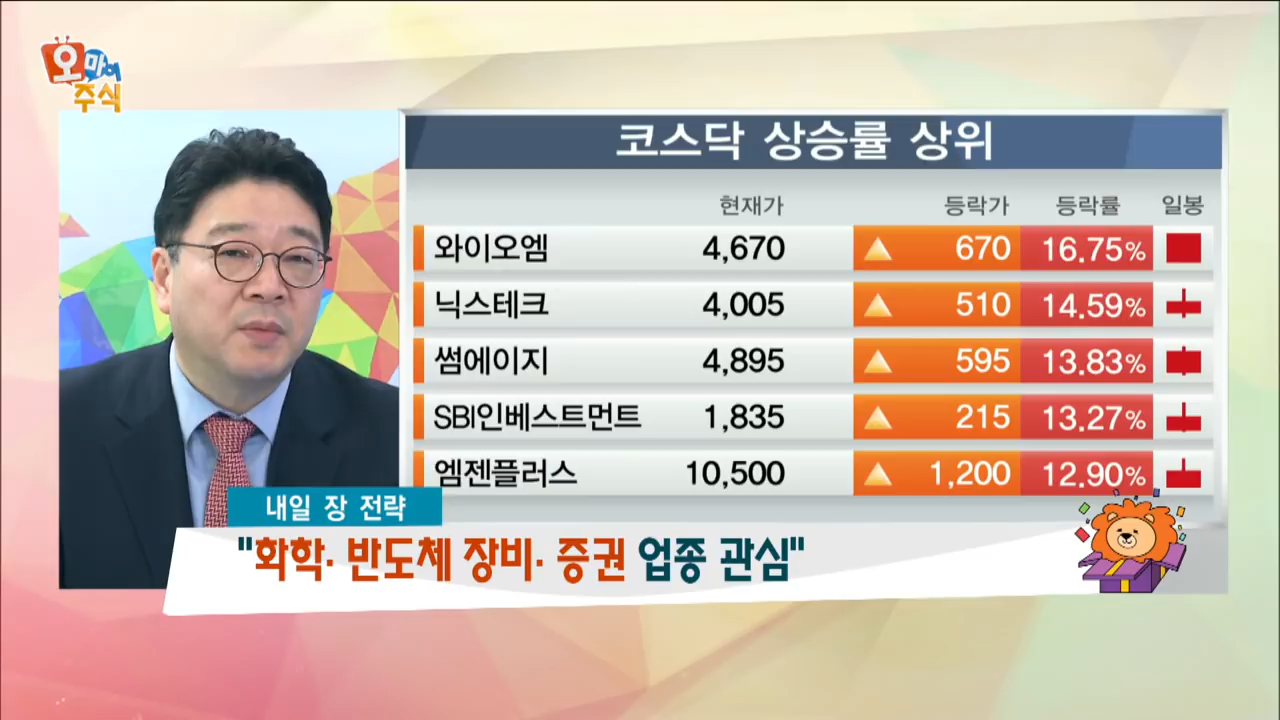 오마이
주식
코스닥 상승률 상위
현재가 등락가 등락률 일봉
와이오엠 4,670 ▲ 670 16.75%
닉스테크 4,005 ▲ 510 14.59%
썸에이지 4,895 ▲ 595 13.83%
SBI인베스트먼트 1,835 ▲ 215 13.27%
엠젠플러스 10,500 ▲ 1,200 12.90%
내일 장 전략
"화학· 반도체 장비· 증권 업종 관심"